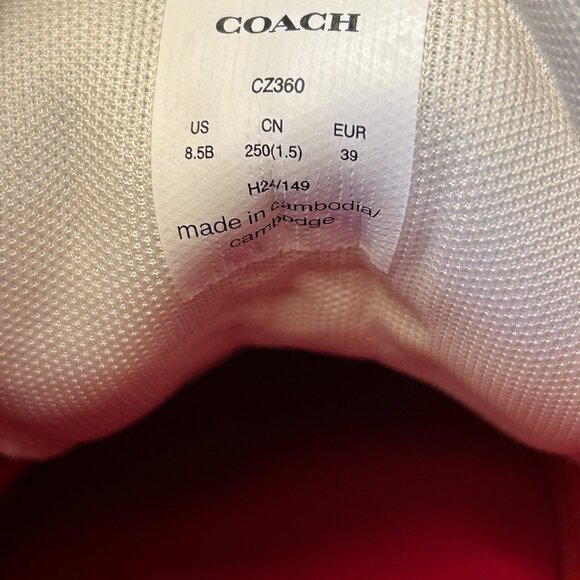 COACH
CZ360
US CN EUR
8.5B 250(1.5) 39
H24/149
made in cambodia/
cambodge